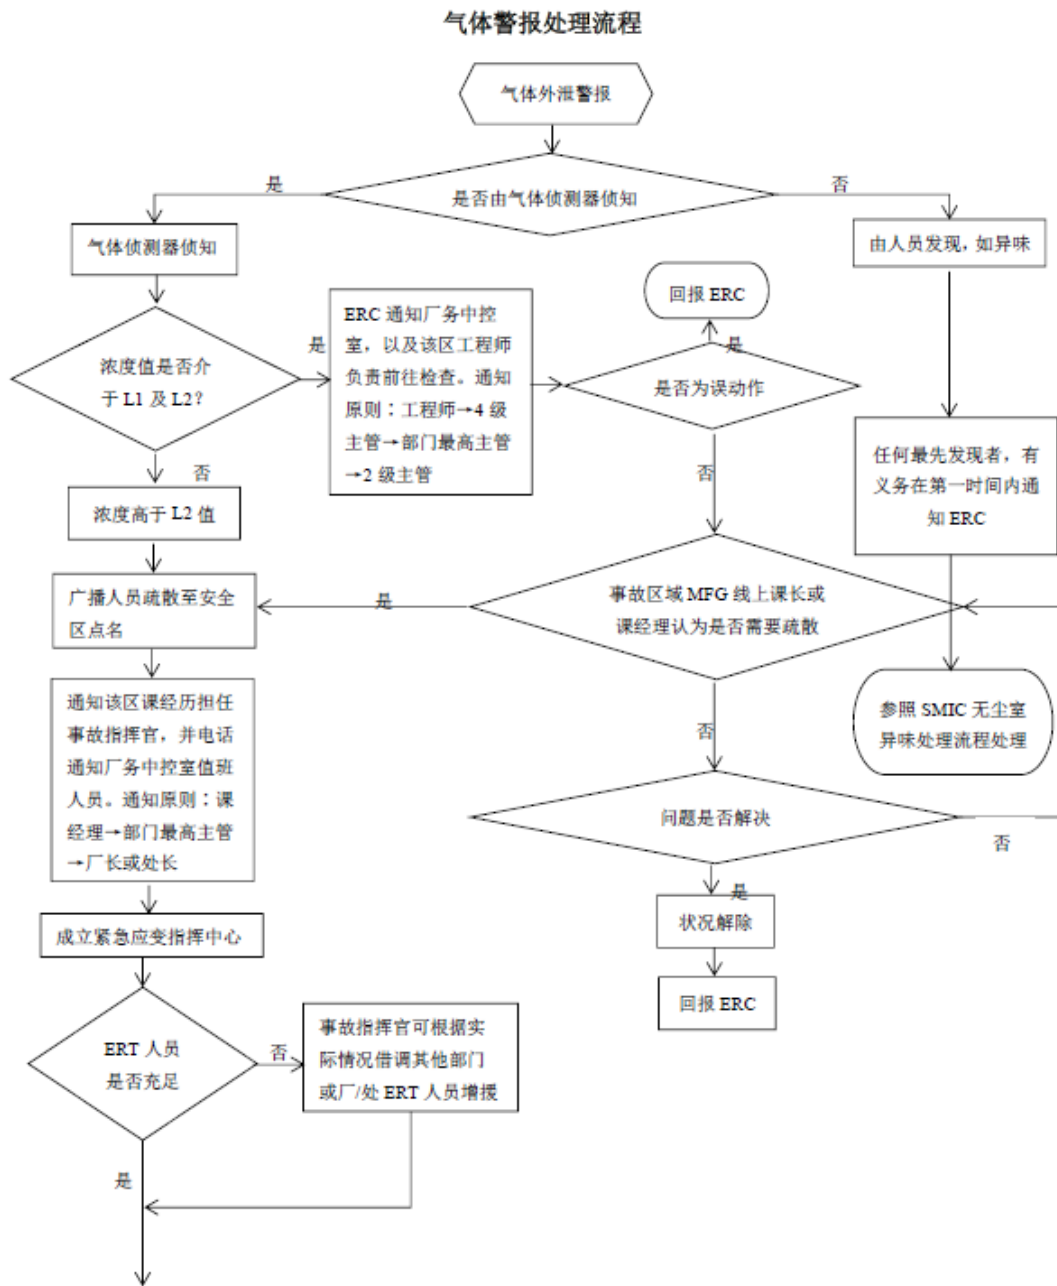 气体警报处理流程
气体外泄警报
是
是否由气体侦测器侦知
否
气体侦测器侦知
由人员发现，如异味
回报 ERC
浓度值是否介
于 L1 及 L2？
是
ERC 通知厂务中控
室，以及该区工程师
负责前往检查。通知
原则：工程师→4 级
主管→部门最高主管
→2 级主管
是
是否为误动作
否
否
任何最先发现者，有
义务在第一时间内通
知 ERC
浓度高于 L2 值
广播人员疏散至安全
区点名
是
事故区域 MFG 线上课长或
课经理认为是否需要疏散
通知该区课经历担任
事故指挥官，并电话
通知厂务中控室值班
人员。通知原则：课
经理→部门最高主管
→厂长或处长
否
参照 SMIC 无尘室
异味处理流程处理
问题是否解决
否
是
成立紧急应变指挥中心
状况解除
回报 ERC
ERT 人员
是否充足
否
事故指挥官可根据实
际情况借调其他部门
或厂/处 ERT 人员增援
是